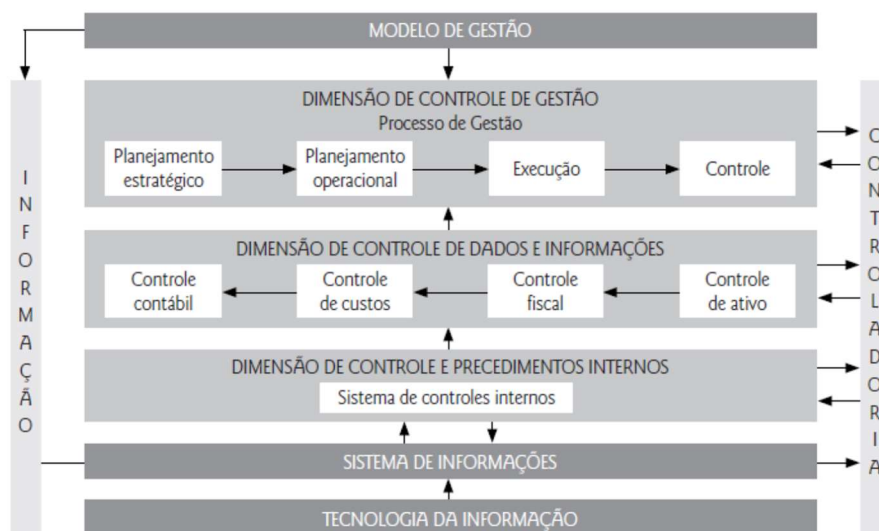 MODELO DE GESTÃO
DIMENSÃO DE CONTROLE DE GESTÃO
Processo de Gestão
Planejamento
estratégico
Planejamento
operacional
Execução
Controle
DIMENSÃO DE CONTROLE DE DADOS E INFORMAÇÕES
Controle
contábil
Controle
de custos
Controle
fiscal
Controle
de ativo
DIMENSÃO DE CONTROLE E PRECEDIMENTOS INTERNOS
Sistema de controles internos
SISTEMA DE INFORMAÇÕES
TECNOLOGIA DA INFORMAÇÃO
INFORMAÇÃO
CONTROLADORIA